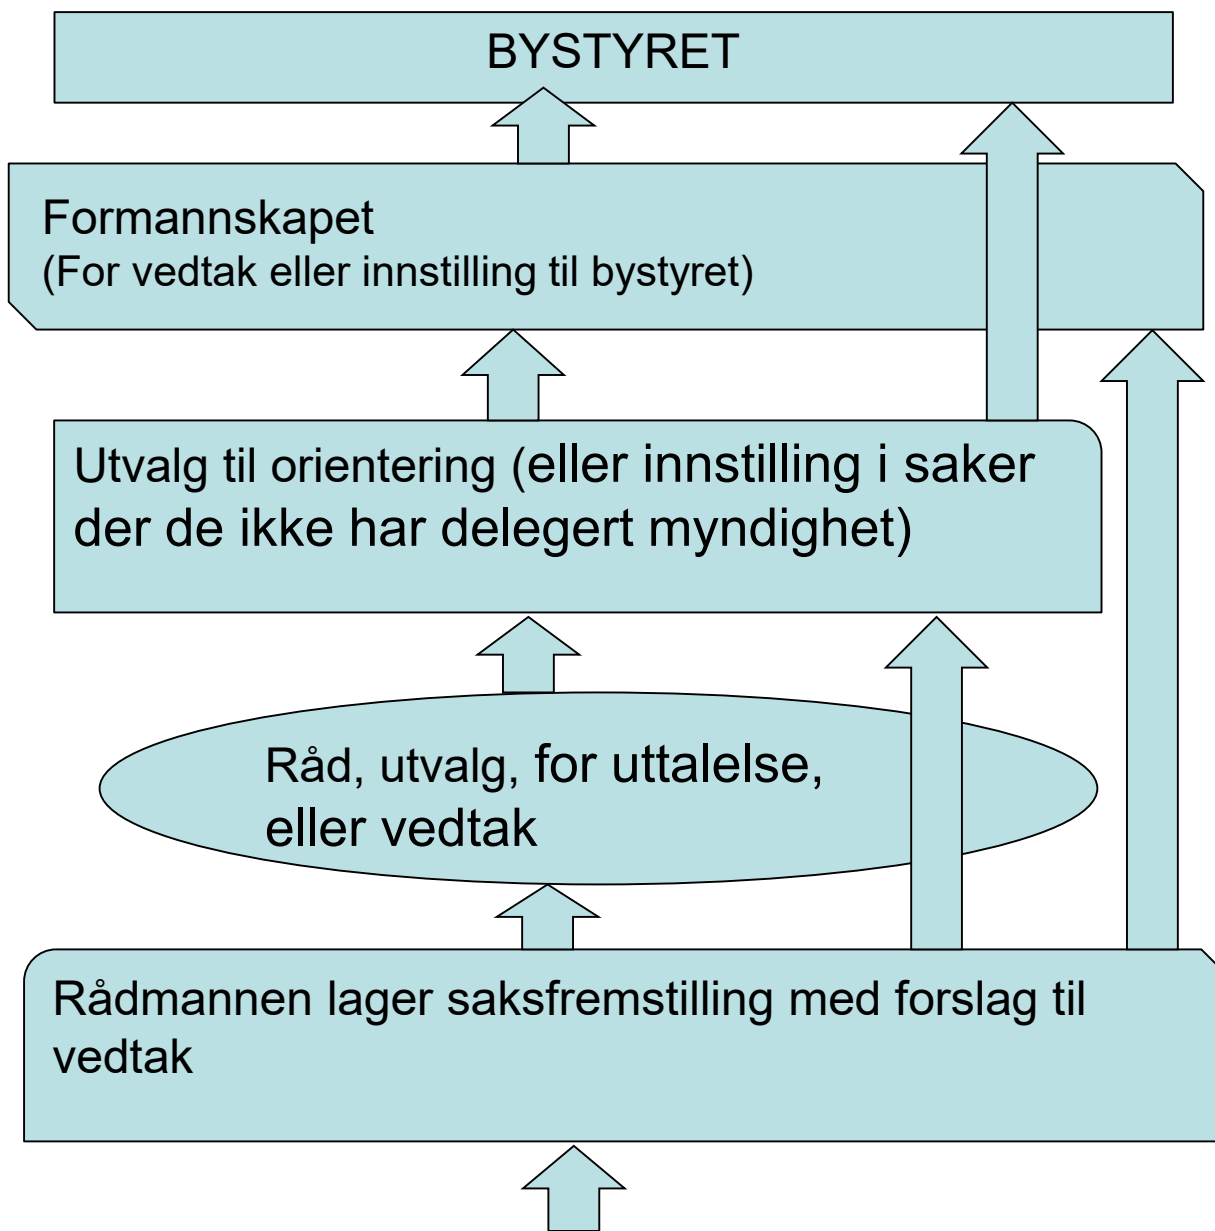 BYSTYRET
Formannskapet
(For vedtak eller innstilling til bystyret)
Utvalg til orientering (eller innstilling i saker
der de ikke har delegert myndighet)
Råd, utvalg, for uttalelse,
eller vedtak
Rådmannen lager saksfremstilling med forslag til
vedtak